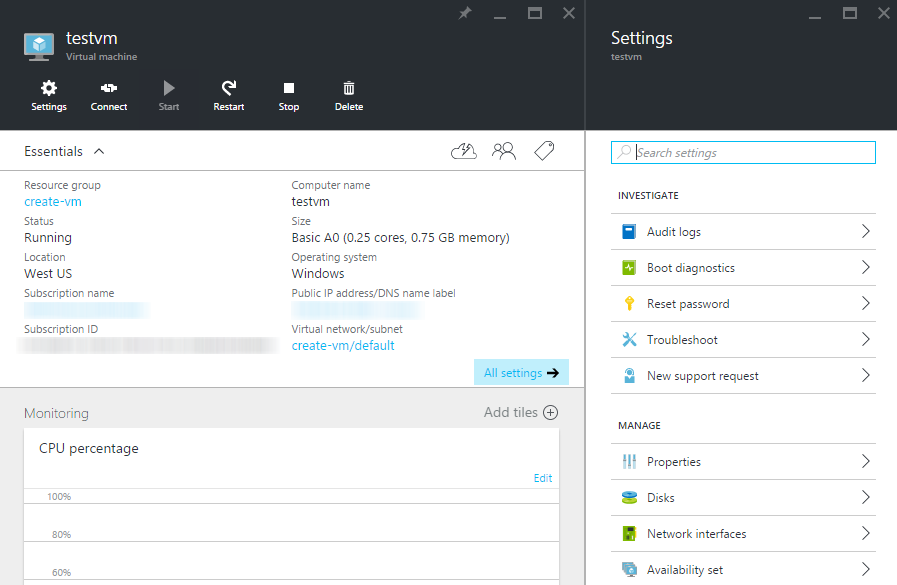 testvm
Virtual machine
Settings
Connect
Start
Restart
Stop
Delete
Essentials
Resource group
create-vm
Status
Running
Location
West US
Subscription name
Subscription ID
Computer name
testvm
Size
Basic A0 (0.25 cores, 0.75 GB memory)
Operating system
Windows
Public IP address/DNS name label
Virtual network/subnet
create-vm/default
All settings
Monitoring
Add tiles
CPU percentage
Edit
100%
80%
60%
Settings
testvm
Search settings
INVESTIGATE
Audit logs
Boot diagnostics
Reset password
Troubleshoot
New support request
MANAGE
Properties
Disks
Network interfaces
Availability set